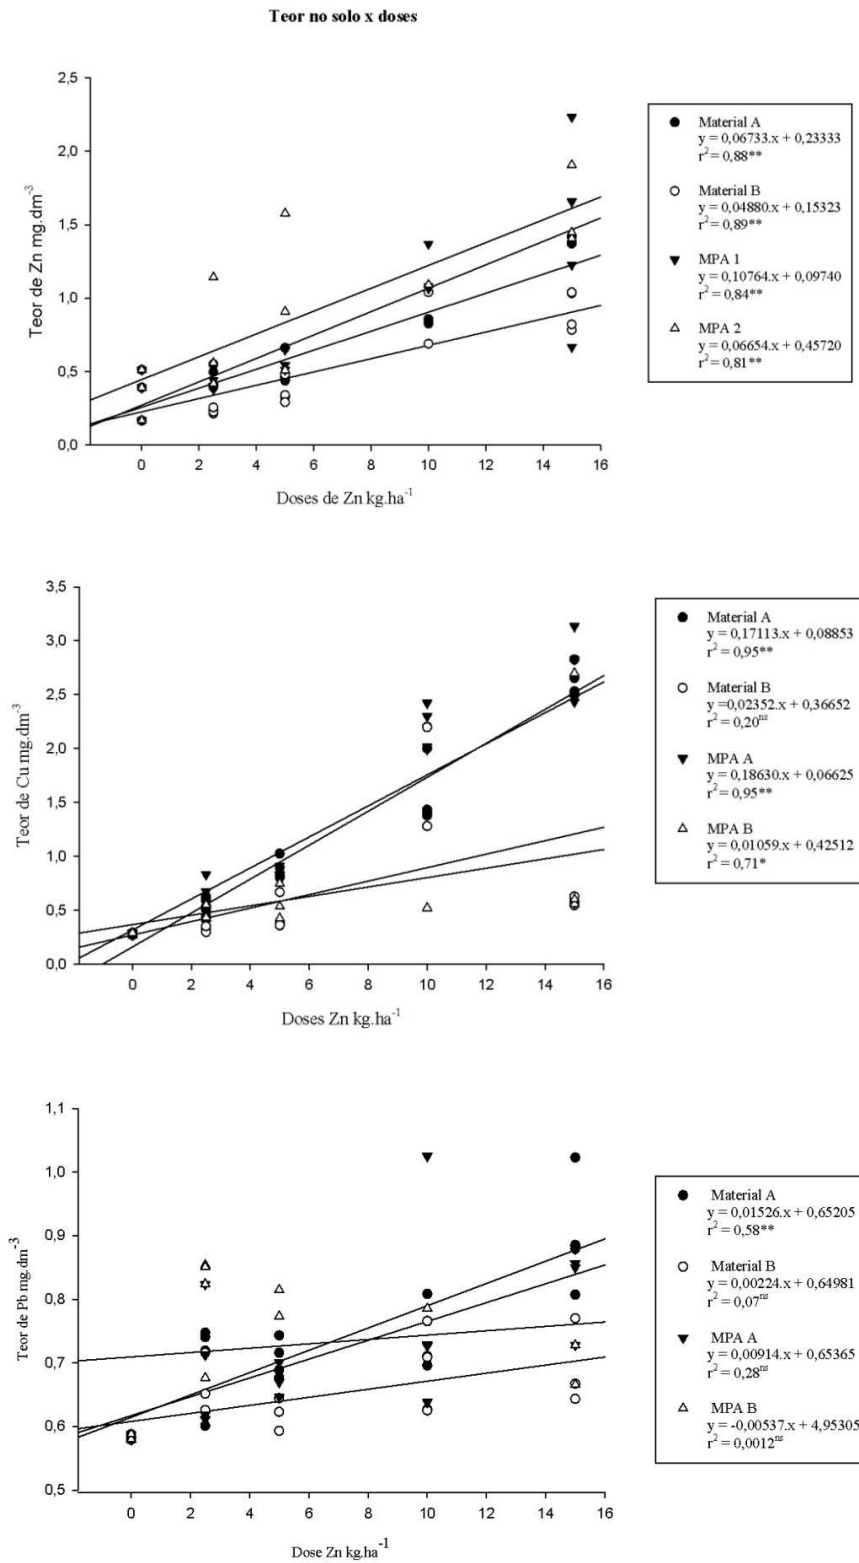 Teor no solo x doses
2,5
2,0
1,5
1,0
0,5
0,0
Teor de Zn mg.dm-3
0 2 4 6 8 10 12 14 16
Doses de Zn kg.ha-1
Material A
y = 0,06733.x + 0,23333
r2 = 0,88**
Material B
y = 0,04880.x + 0,15323
r2 = 0,89**
MPA 1
y = 0,10764.x + 0,09740
r2 = 0,84**
MPA 2
y = 0,06654.x + 0,45720
r2 = 0,81**
3,5
3,0
2,5
2,0
1,5
1,0
0,5
0,0
Teor de Cu mg.dm-3
0 2 4 6 8 10 12 14 16
Doses Zn kg.ha-1
Material A
y = 0,17113.x + 0,08853
r2 = 0,95**
Material B
y =0,02352.x + 0,36652
r2 = 0,20ns
MPA A
y = 0,18630.x + 0,06625
r2 = 0,95**
MPA B
y = 0,01059.x + 0,42512
r2 = 0,71*
1,1
1,0
0,9
0,8
0,7
0,6
0,5
Teor de Pb mg.dm-3
0 2 4 6 8 10 12 14 16
Dose Zn kg.ha-1
Material A
y = 0,01526.x + 0,65205
r2 = 0,58**
Material B
y = 0,00224.x + 0,64981
r2 = 0,07ns
MPA A
y = 0,00914.x + 0,65365
r2 = 0,28ns
MPA B
y = -0,00537.x + 4,95305
r2 = 0,0012ns